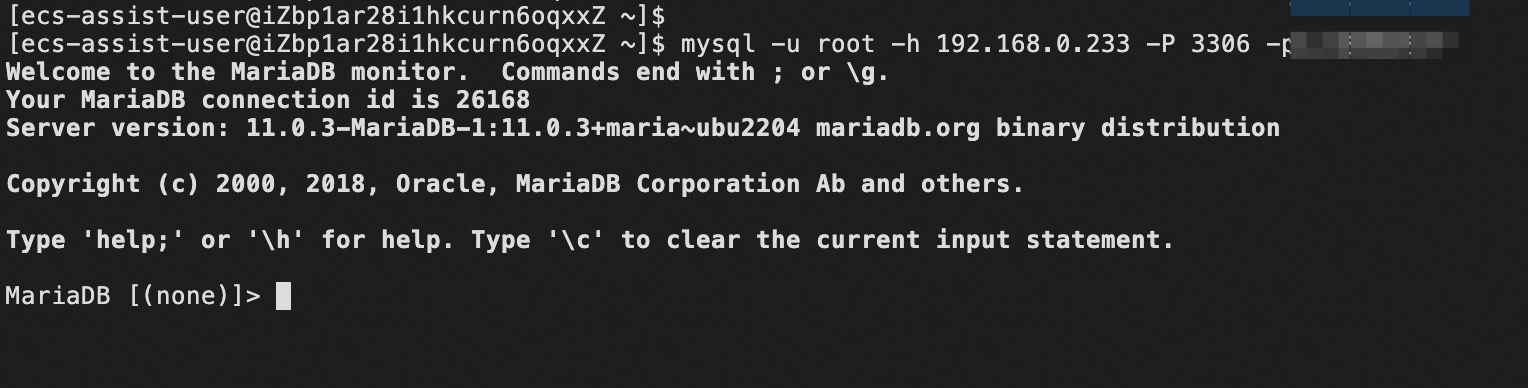 [ecs-assist-user@iZbp1ar28i1hkcurn6oqxxZ ~]$
[ecs-assist-user@iZbp1ar28i1hkcurn6oqxxZ ~]$ mysql -u root -h 192.168.0.233 -P 3306 -p
Welcome to the MariaDB monitor.  Commands end with ; or \g.
Your MariaDB connection id is 26168
Server version: 11.0.3-MariaDB-1:11.0.3+maria~ubu2204 mariadb.org binary distribution
Copyright (c) 2000, 2018, Oracle, MariaDB Corporation Ab and others.
Type 'help;' or '\h' for help. Type '\c' to clear the current input statement.
MariaDB [(none)]>